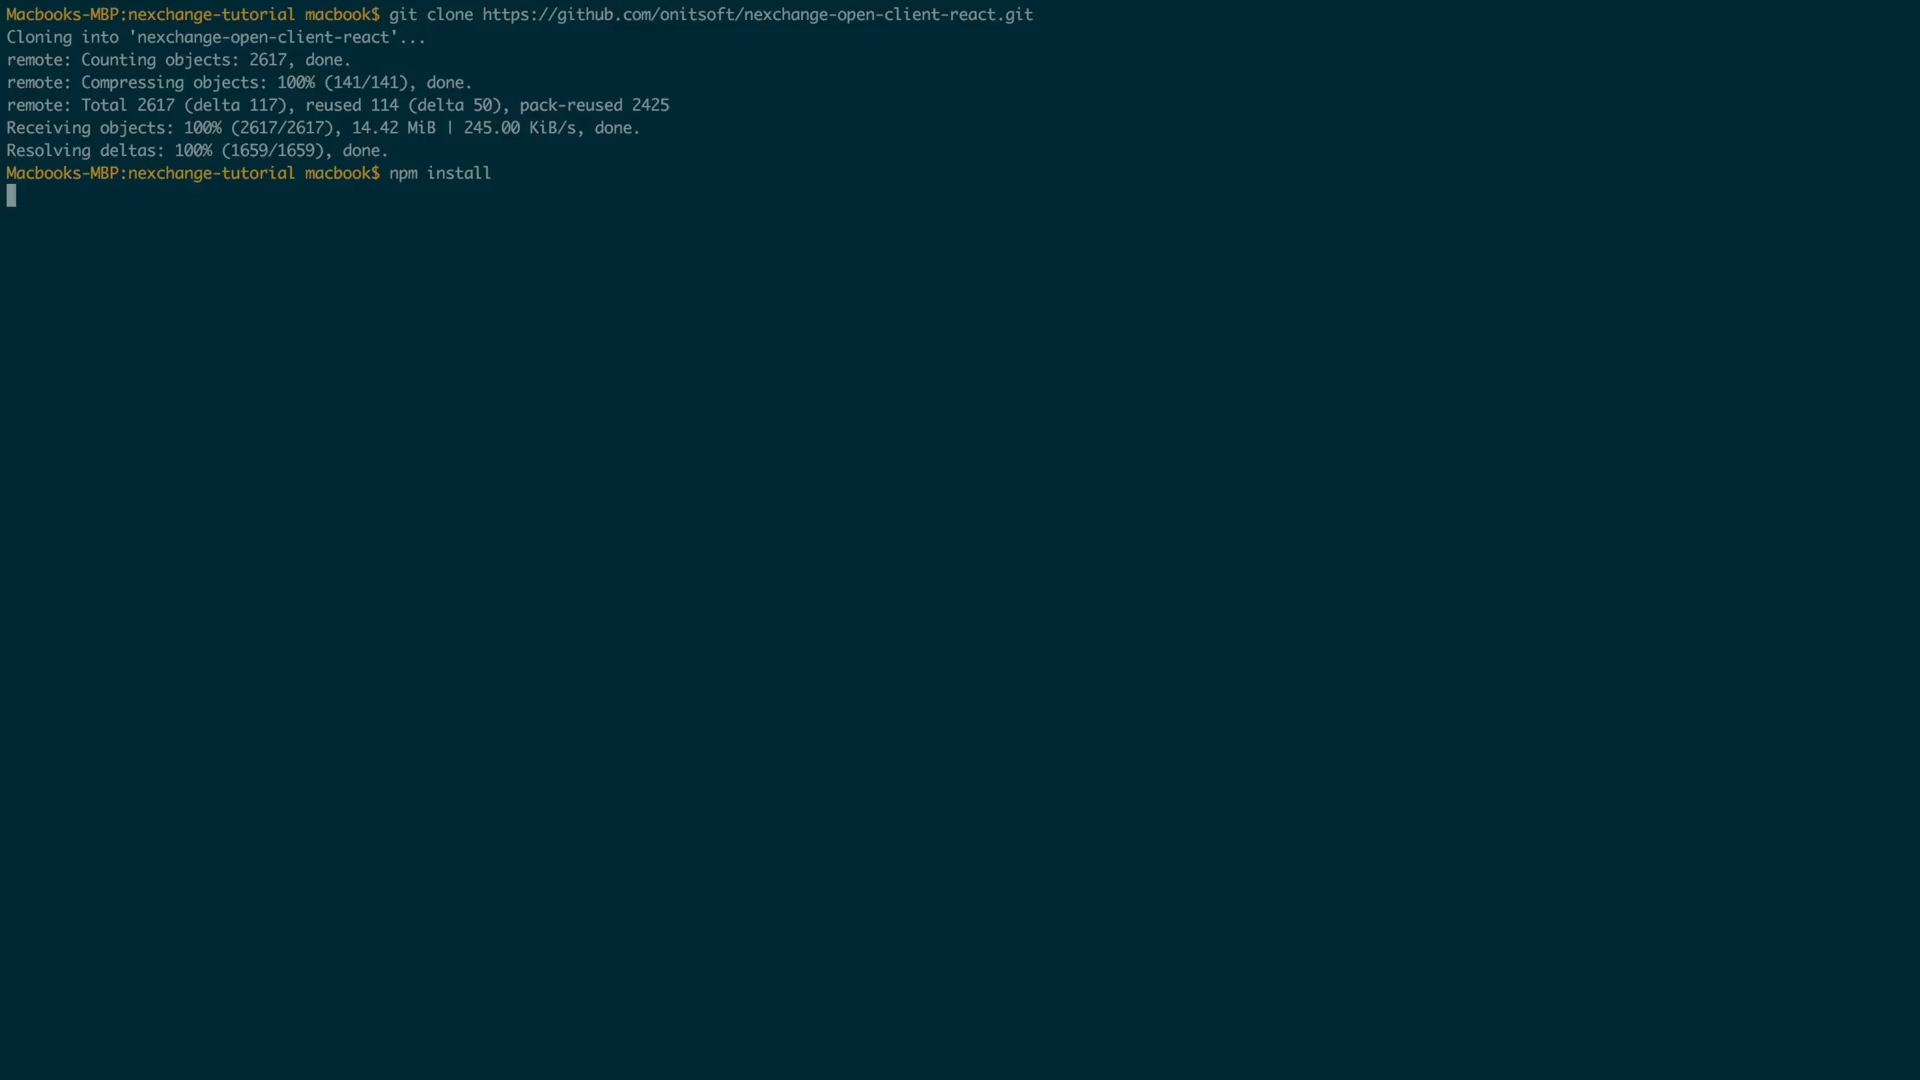 Macbooks-MBP:nexchange-tutorial macbook$ git clone https://github.com/onitsoft/nexchange-open-client-react.git
Cloning into 'nexchange-open-client-react'...
remote: Counting objects: 2617, done.
remote: Compressing objects: 100% (141/141), done.
remote: Total 2617 (delta 117), reused 114 (delta 50), pack-reused 2425
Receiving objects: 100% (2617/2617), 14.42 MiB | 245.00 KiB/s, done.
Resolving deltas: 100% (1659/1659), done.
Macbooks-MBP:nexchange-tutorial macbook$ npm install